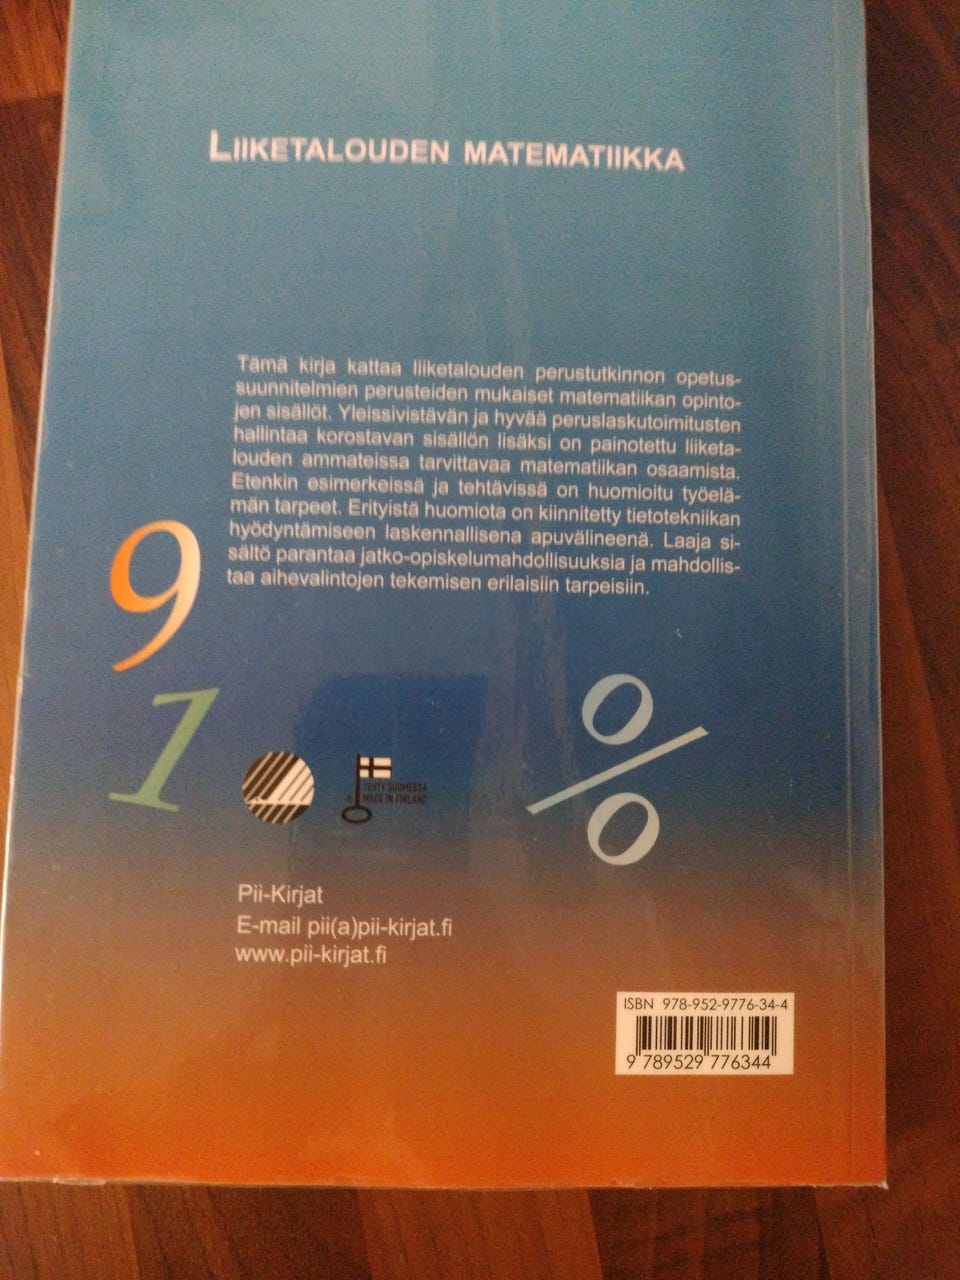 LIIKETALOUDEN MATEMATIIKKA
Tämä kirja kattaa liiketalouden perustutkinnon opetus-
suunnitelmien perusteiden mukaiset matematiikan opinto-
jen sisällöt. Yleissivistävän ja hyvää peruslaskutoimitusten
hallintaa korostavan sisällön lisäksi on painotettu liiketa-
louden ammateissa tarvittavaa matematiikan osaamista.
Etenkin esimerkeissä ja tehtävissä on huomioitu työelä-
män tarpeet. Erityistä huomiota on kiinnitetty tietotekniikan
hyödyntämiseen laskennallisena apuvälineenä. Laaja si-
sältö parantaa jatko-opiskelumahdollisuuksia ja mahdollis-
taa aihevalintojen tekemisen erilaisiin tarpeisiin.
9
1
%
TEHTY SUOMESSA
MADE IN FINLAND
Pii-Kirjat
E-mail pii(a)pii-kirjat.fi
www.pii-kirjat.fi
ISBN 978-952-9776-34-4
9 789529 776344